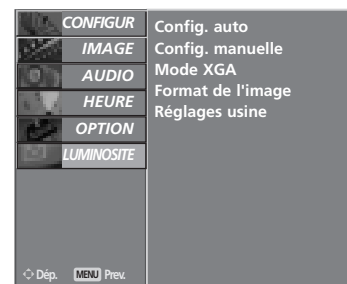 CONFIGUR
IMAGE
AUDIO
HEURE
OPTION
LUMINOSITE
Config. auto
Config. manuelle
Mode XGA
Format de l'image
Réglages usine
Dép. MENU Prev.